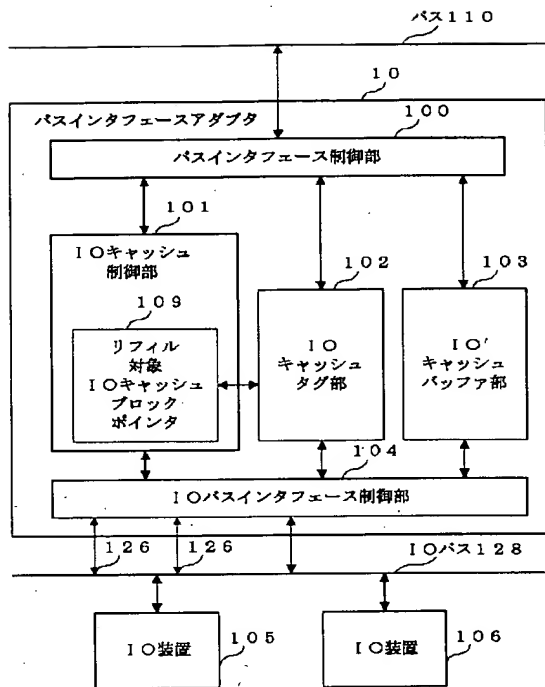 バス110
10
バスインタフェースアダプタ
100
バスインタフェース制御部
101
IOキャッシュ
制御部
109
リフィル
対象
IOキャッシュ
ブロック
ポインタ
102
IO
キャッシュ
タグ部
103
IO
キャッシュ
バッファ部
104
IOバスインタフェース制御部
126
126
IOバス128
IO装置
105
IO装置
106